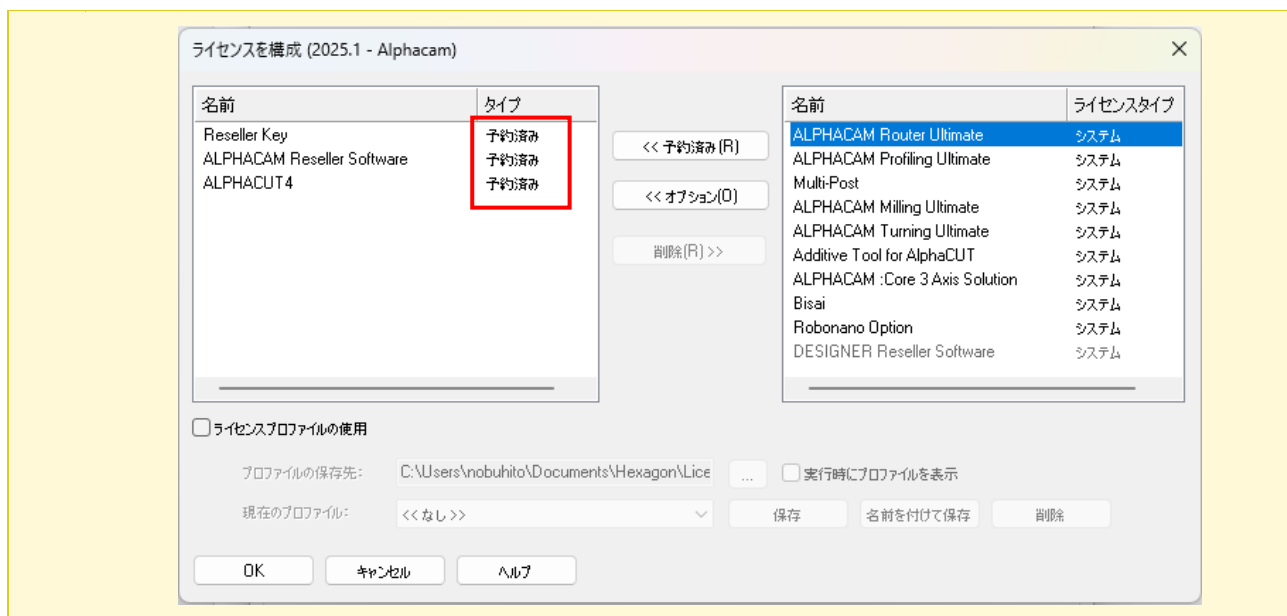 ライセンスを構成 (2025.1 - Alphacam)
名前 タイプ
Reseller Key 予約済み
ALPHACAM Reseller Software 予約済み
ALPHACUT4 予約済み
<< 予約済み(R)
<< オプション(O)
削除(R) >>
名前 ライセンスタイプ
ALPHACAM Router Ultimate システム
ALPHACAM Profiling Ultimate システム
Multi-Post システム
ALPHACAM Milling Ultimate システム
ALPHACAM Turning Ultimate システム
Additive Tool for AlphaCUT システム
ALPHACAM :Core 3 Axis Solution システム
Bisai システム
Robonano Option システム
DESIGNER Reseller Software システム
ライセンスプロファイルの使用
プロファイルの保存先: C:\Users\nobuhito\Documents\Hexagon\Lice ... 実行時にプロファイルを表示
現在のプロファイル: <<なし>> 保存 名前を付けて保存 削除
OK キャンセル ヘルプ